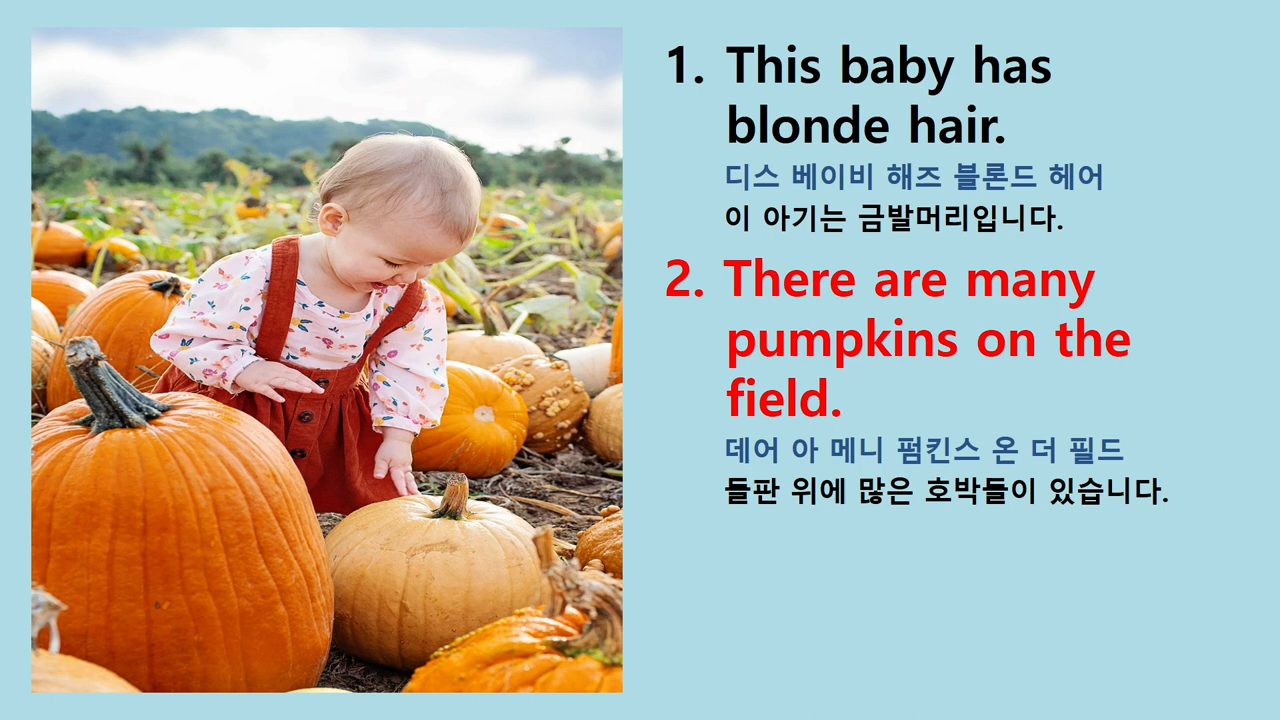 1. This baby has
blonde hair.
디스 베이비 해즈 블론드 헤어
이 아기는 금발머리입니다.
2. There are many
pumpkins on the
field.
데어 아 메니 펌킨스 온 더 필드
들판 위에 많은 호박들이 있습니다.